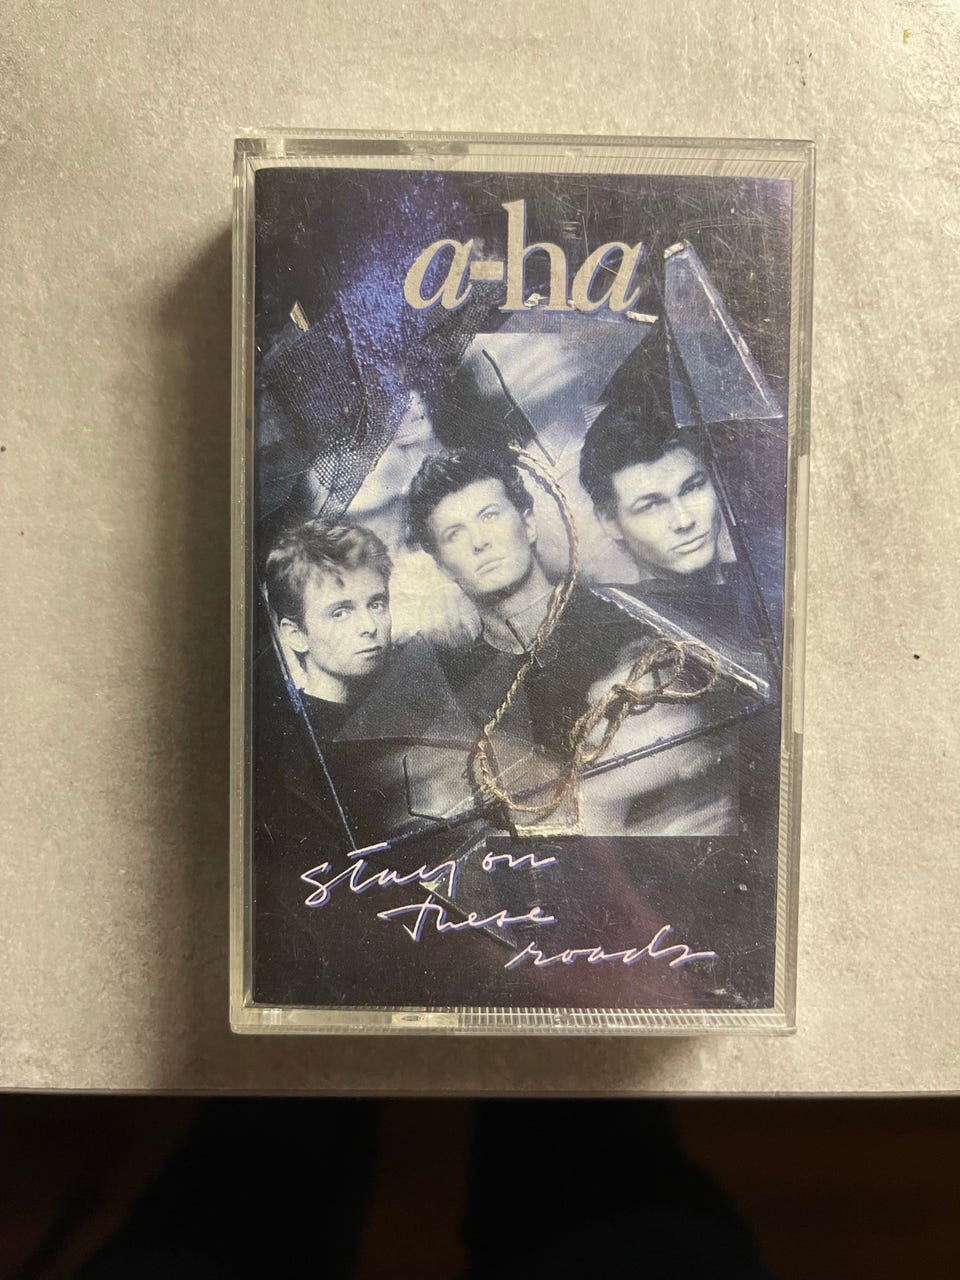 a-ha
stay on
these
roads